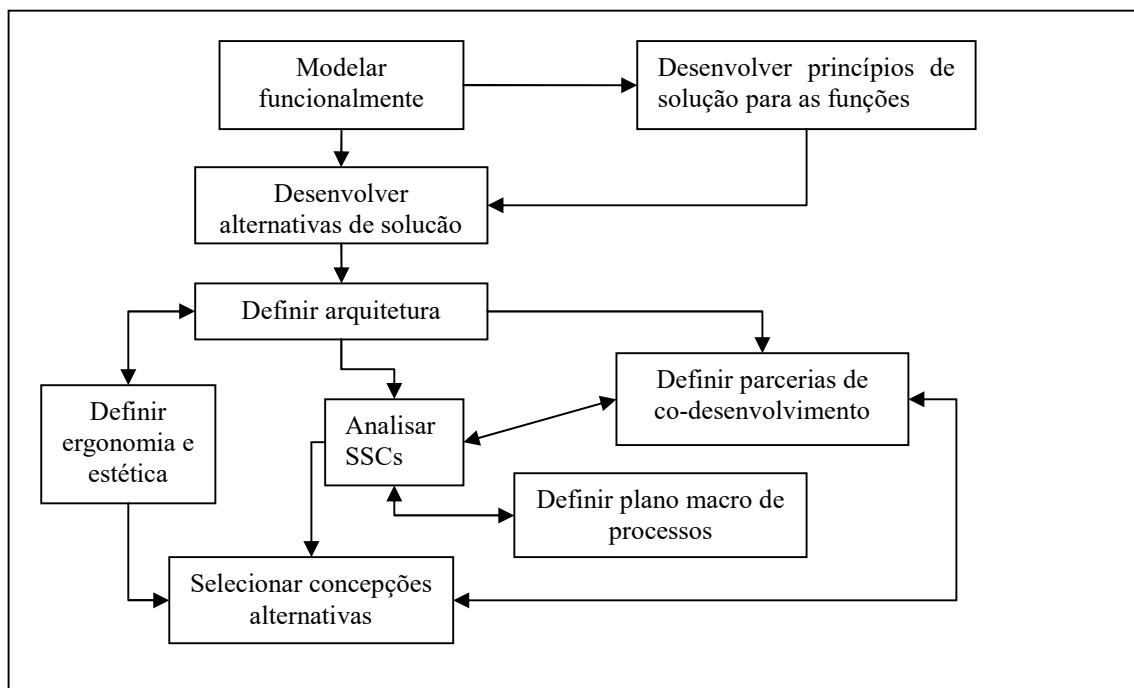 Modelar
funcionalmente
Desenvolver princípios de
solução para as funções
Desenvolver
alternativas de solucão
Definir arquitetura
Definir parcerias de
co-desenvolvimento
Definir
ergonomia e
estética
Analisar
SSCs
Definir plano macro de
processos
Selecionar concepções
alternativas